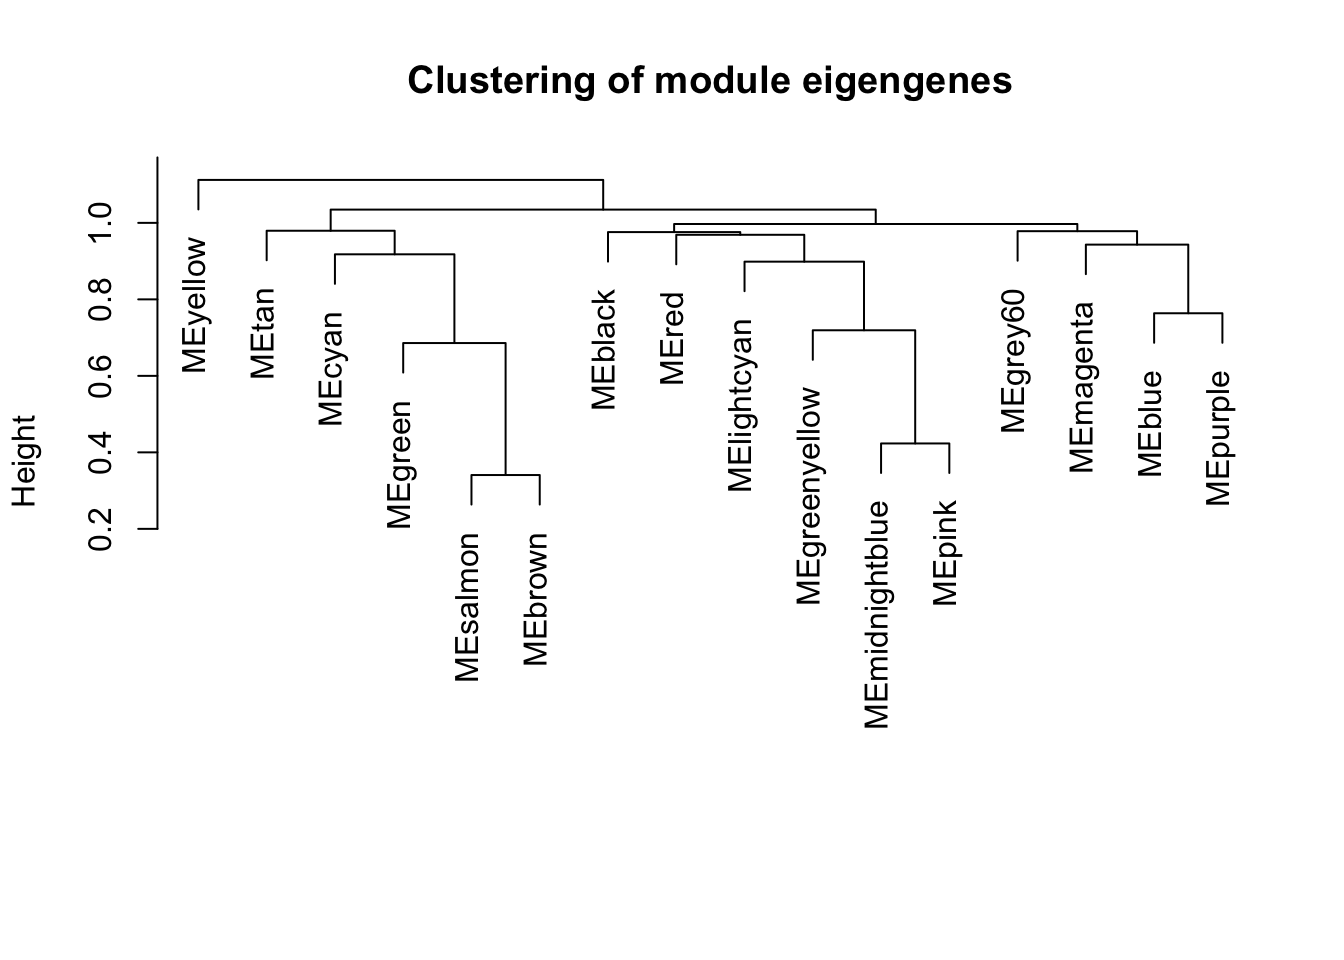 Clustering of module eigengenes
Height
1.0
0.8
0.6
0.4
0.2
MEyellow
MEtan
MEcyan
MEgreen
MEsalmon
MEbrown
MEblack
MEred
MElightcyan
MEgreenyellow
MEmidnightblue
MEpink
MEgrey60
MEmagenta
MEblue
MEpurple